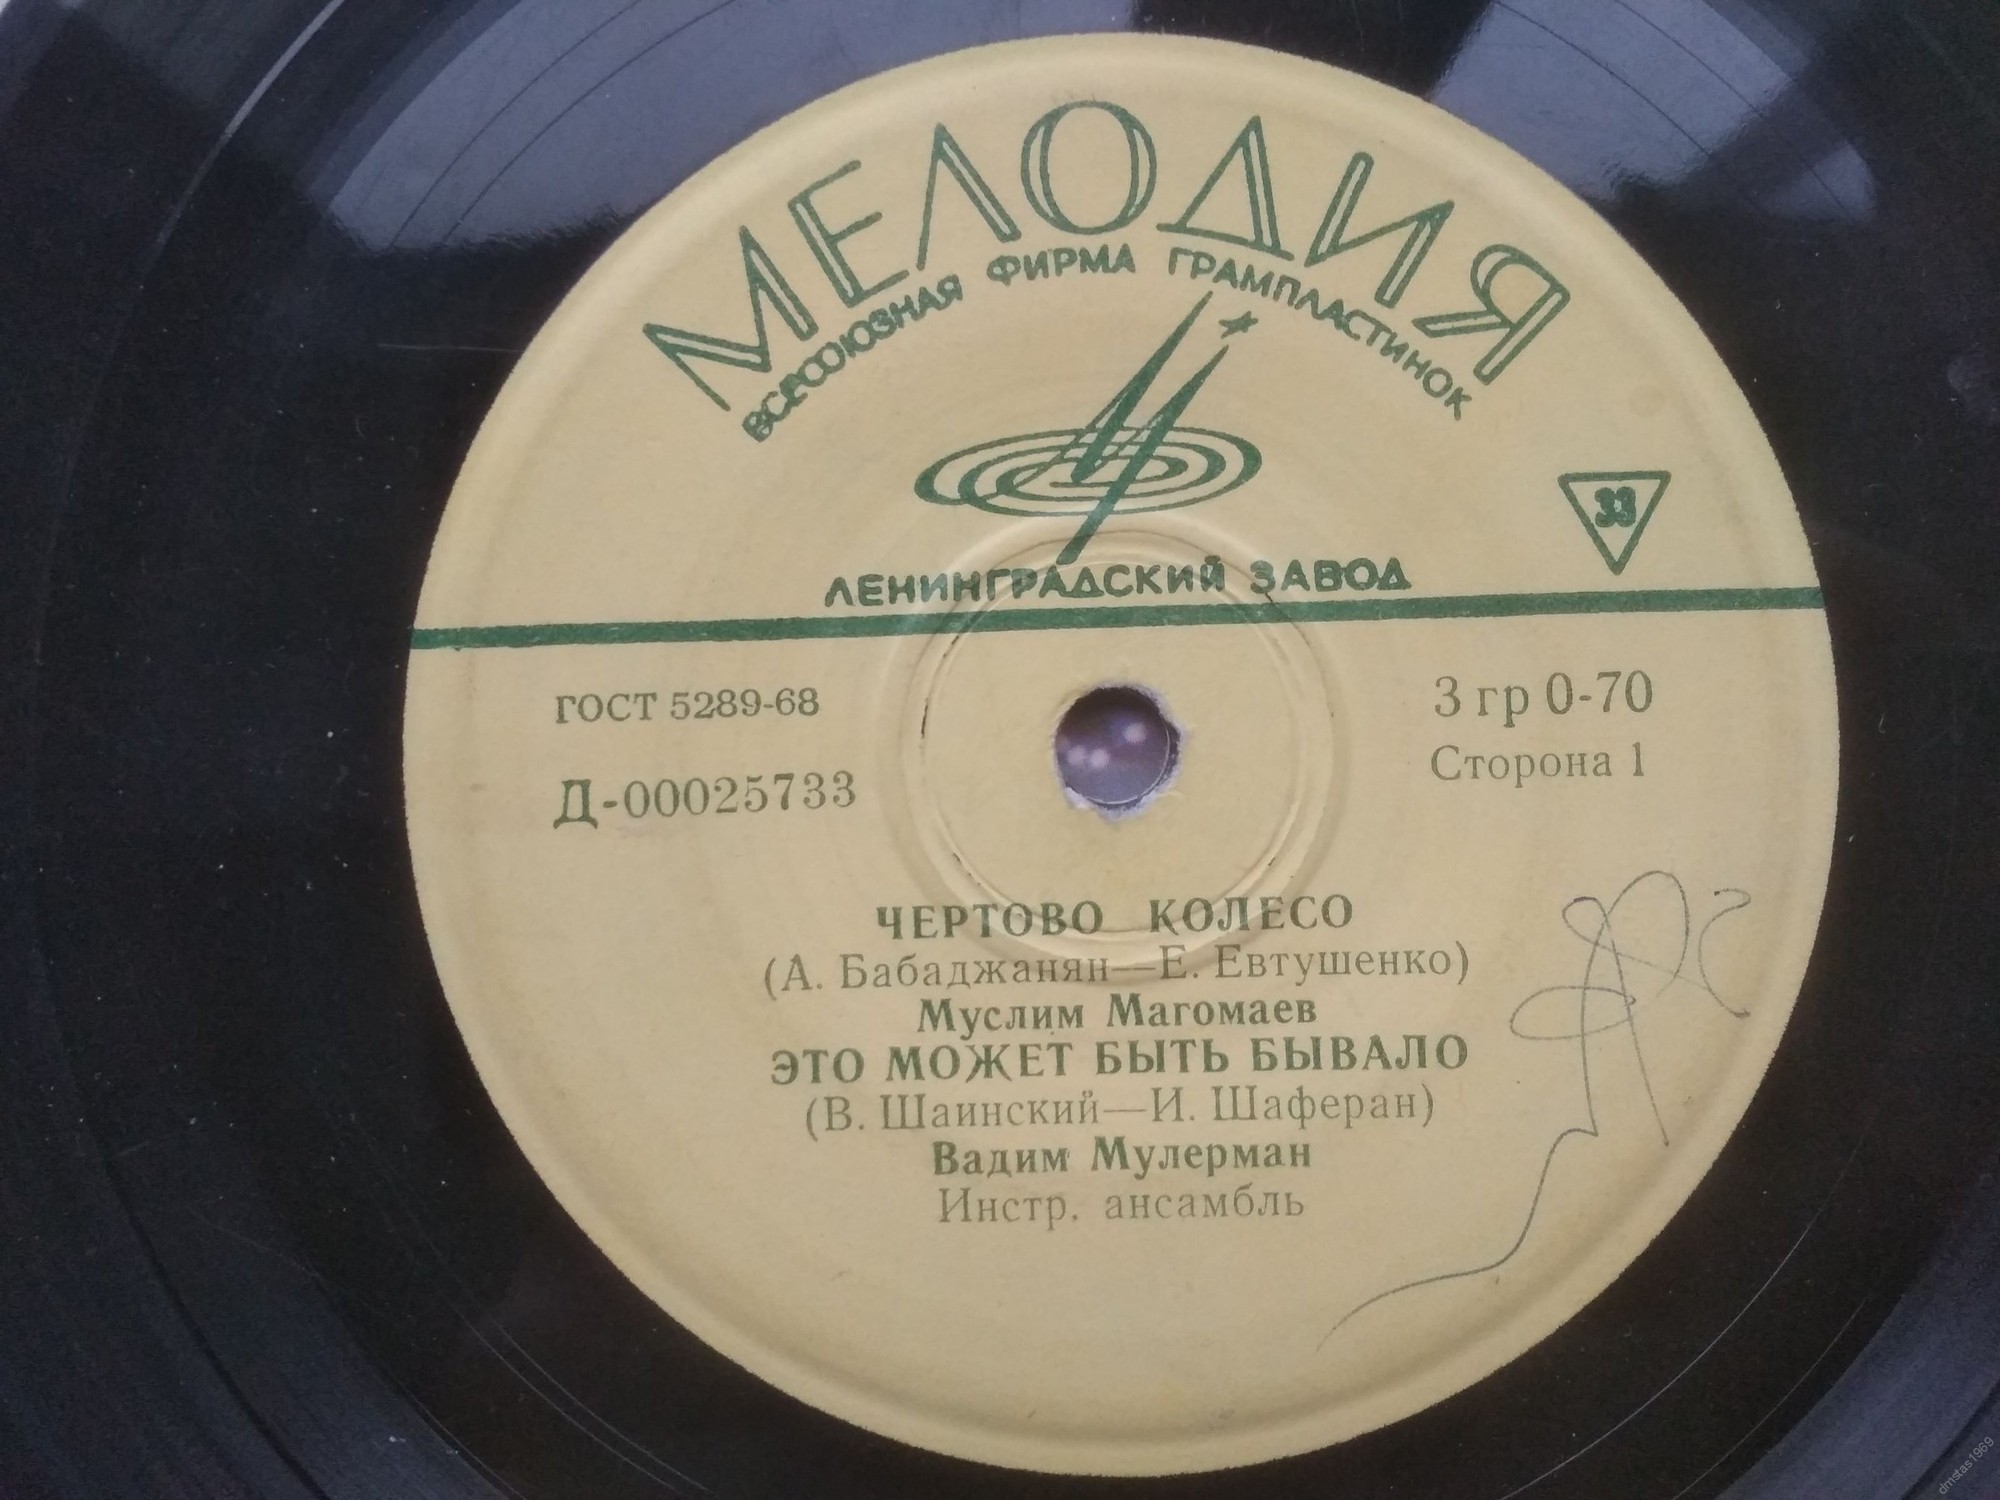 МЕЛОДИЯ
ВСЕСОЮЗНАЯ ФИРМА ГРАМПЛАСТИНОК
33
ЛЕНИНГРАДСКИЙ ЗАВОД
ГОСТ 5289-68
3 гр 0-70
Д-00025733
Сторона 1
ЧЕРТОВО КОЛЕСО
(А. Бабаджанян—Е. Евтушенко)
Муслим Магомаев
ЭТО МОЖЕТ БЫТЬ БЫВАЛО
(В. Шаинский—И. Шаферан)
Вадим Мулерман
Инстр. ансамбль
dmstas1969